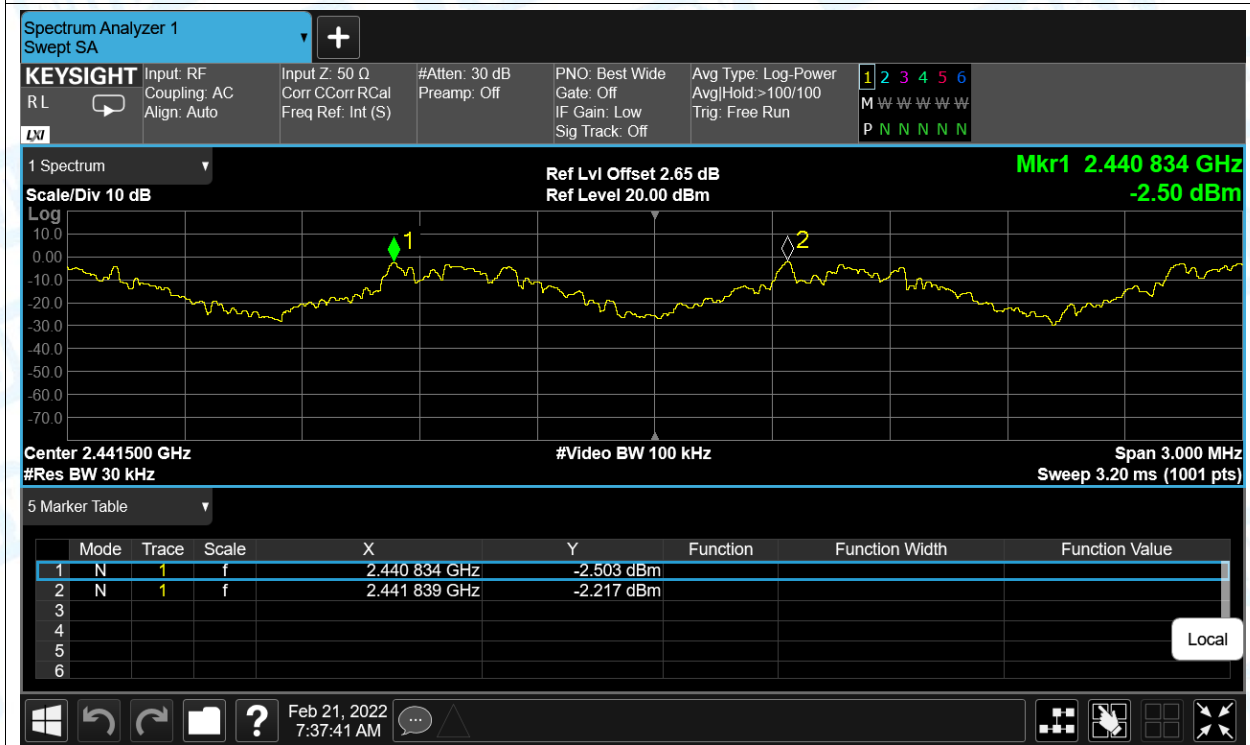 Spectrum Analyzer 1
Swept SA
KEYSIGHT
RL
LXI
Input: RF
Coupling: AC
Align: Auto
Input Z: 50 Ω
Corr CCorr RCal
Freq Ref: Int (S)
#Atten: 30 dB
Preamp: Off
PNO: Best Wide
Gate: Off
IF Gain: Low
Sig Track: Off
Avg Type: Log-Power
Avg|Hold:>100/100
Trig: Free Run
1 2 3 4 5 6
M W W W W W
P N N N N N
1 Spectrum
Scale/Div 10 dB
Ref Lvl Offset 2.65 dB
Ref Level 20.00 dBm
Mkr1 2.440 834 GHz
-2.50 dBm
Log
10.0
0.00
-10.0
-20.0
-30.0
-40.0
-50.0
-60.0
-70.0
1
2
Center 2.441500 GHz
#Res BW 30 kHz
#Video BW 100 kHz
Span 3.000 MHz
Sweep 3.20 ms (1001 pts)
5 Marker Table
Mode Trace Scale X Y Function Function Width Function Value
1 N 1 f 2.440 834 GHz -2.503 dBm
2 N 1 f 2.441 839 GHz -2.217 dBm
3
4
5
6
Local
?
Feb 21, 2022
7:37:41 AM